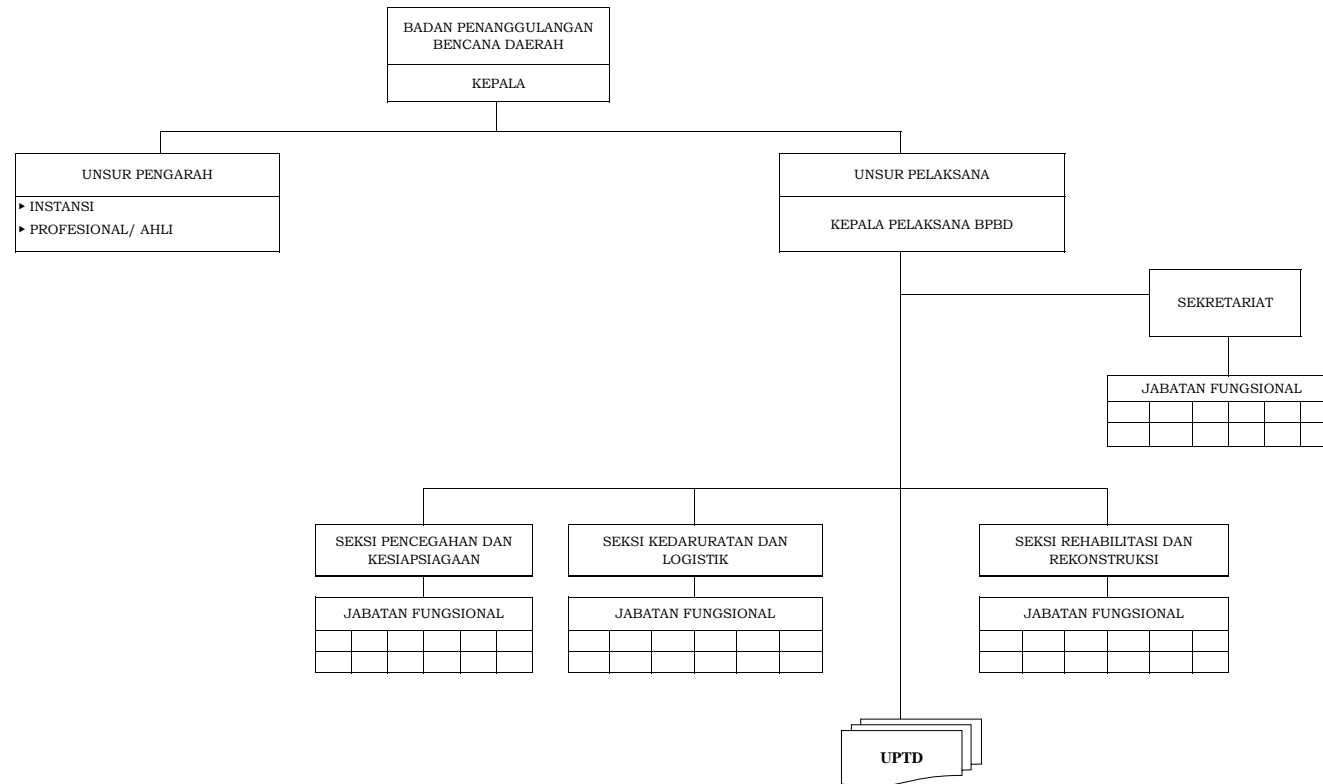 BADAN PENANGGULANGAN
BENCANA DAERAH
KEPALA
UNSUR PENGARAH
▸ INSTANSI
▸ PROFESIONAL/ AHLI
UNSUR PELAKSANA
KEPALA PELAKSANA BPBD
SEKRETARIAT
JABATAN FUNGSIONAL
SEKSI PENCEGAHAN DAN
KESIAPSIAGAAN
JABATAN FUNGSIONAL
SEKSI KEDARURATAN DAN
LOGISTIK
JABATAN FUNGSIONAL
SEKSI REHABILITASI DAN
REKONSTRUKSI
JABATAN FUNGSIONAL
UPTD